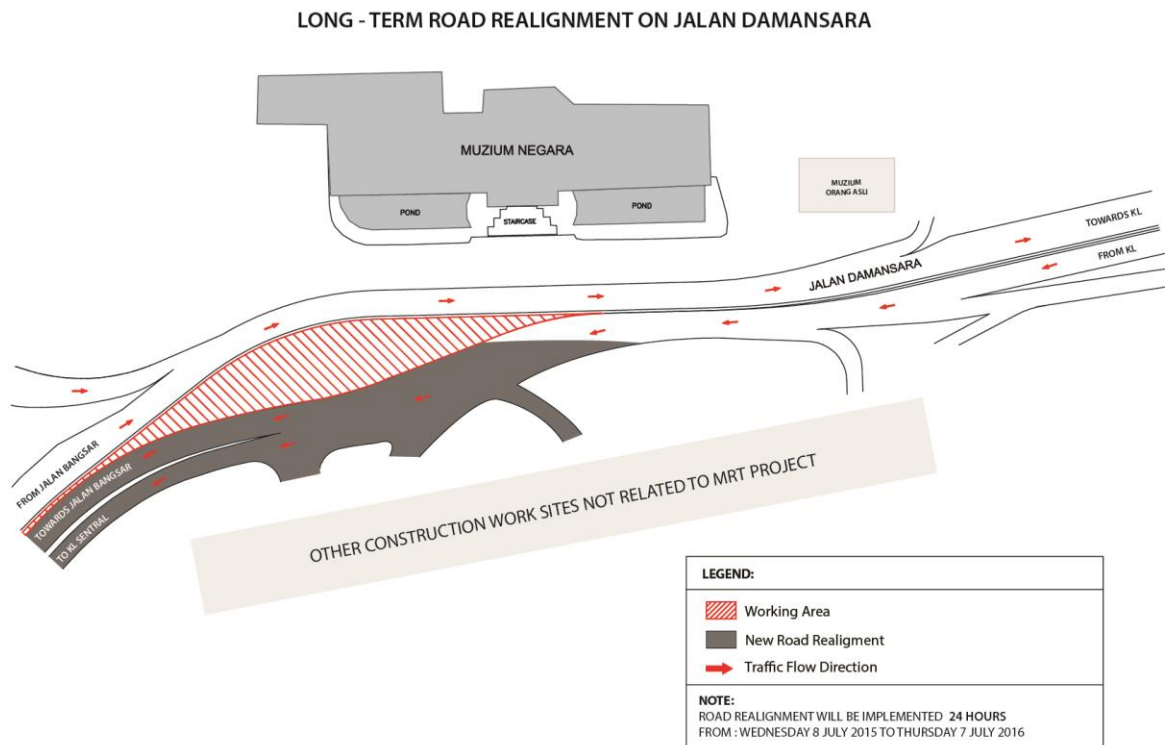 LONG - TERM ROAD REALIGNMENT ON JALAN DAMANSARA
MUZIUM NEGARA
MUZIUM
ORANG ASLI
POND
STAIRCASE
POND
TOWARDS KL
FROM KL
JALAN DAMANSARA
FROM JALAN BANGSAR
TOWARDS JALAN BANGSAR
TO KL SENTRAL
OTHER CONSTRUCTION WORK SITES NOT RELATED TO MRT PROJECT
LEGEND:
Working Area
New Road Realigment
Traffic Flow Direction
NOTE:
ROAD REALIGNMENT WILL BE IMPLEMENTED 24 HOURS
FROM : WEDNESDAY 8 JULY 2015 TO THURSDAY 7 JULY 2016